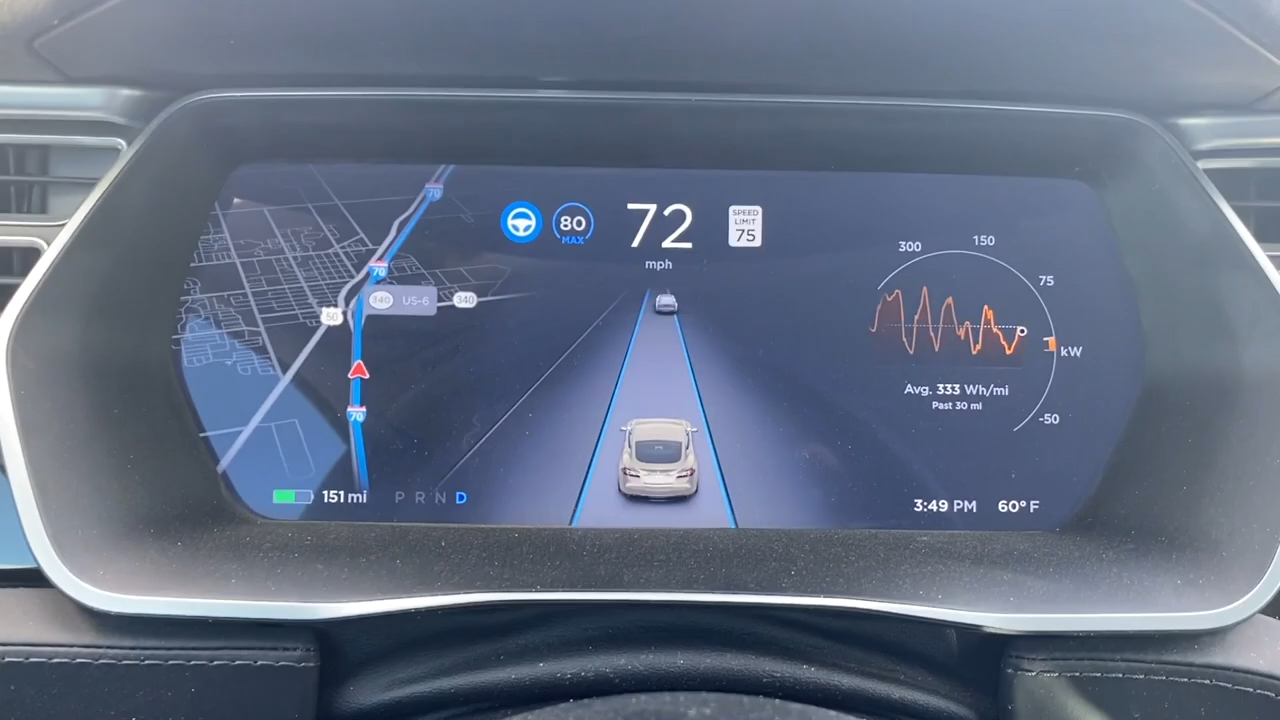 70
70
340 US-6
340
50
70
151 mi
P R N D
80
MAX
72
mph
SPEED
LIMIT
75
300
150
75
kW
-50
Avg. 333 Wh/mi
Past 30 mi
3:49 PM 60° F